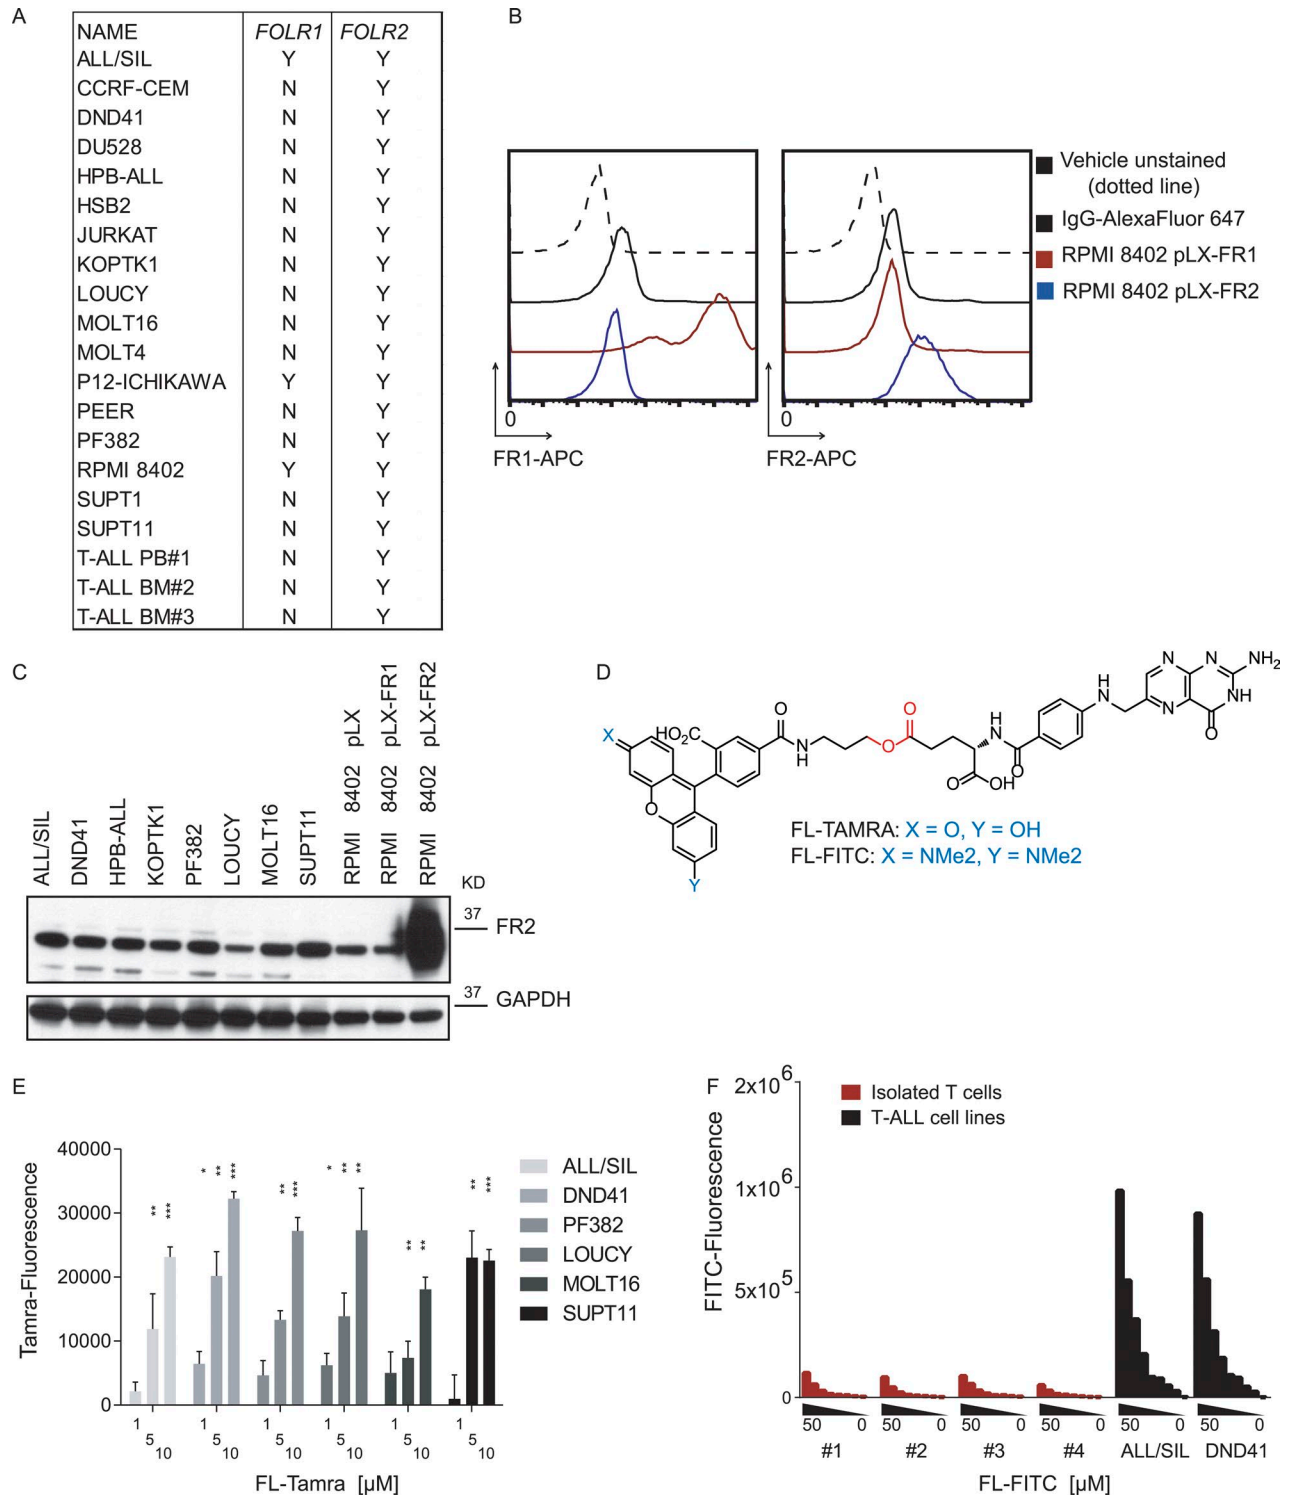 A
NAME FOLR1 FOLR2
ALL/SIL Y Y
CCRF-CEM N Y
DND41 N Y
DU528 N Y
HPB-ALL N Y
HSB2 N Y
JURKAT N Y
KOPTK1 N Y
LOUCY N Y
MOLT16 N Y
MOLT4 N Y
P12-ICHIKAWA Y Y
PEER N Y
PF382 N Y
RPMI 8402 Y Y
SUPT1 N Y
SUPT11 N Y
T-ALL PB#1 N Y
T-ALL BM#2 N Y
T-ALL BM#3 N Y
B
0
FR1-APC
0
FR2-APC
Vehicle unstained
(dotted line)
IgG-AlexaFluor 647
RPMI 8402 pLX-FR1
RPMI 8402 pLX-FR2
C
ALL/SIL
DND41
HPB-ALL
KOPTK1
PF382
LOUCY
MOLT16
SUPT11
RPMI 8402 pLX
RPMI 8402 pLX-FR1
RPMI 8402 pLX-FR2
KD
37
FR2
37
GAPDH
D
X
HO2C
O
O
Y
O
N
H
O
O
O
OH
H
N
O
H
N
N
N
N
N
NH2
NH
O
FL-TAMRA: X = O, Y = OH
FL-FITC: X = NMe2, Y = NMe2
E
Tamra-Fluorescence
40000
30000
20000
10000
0
** *** * ** *** ** *** * ** ** ** ** ** ***
1 5 10 1 5 10 1 5 10 1 5 10 1 5 10 1 5 10
FL-Tamra [µM]
ALL/SIL
DND41
PF382
LOUCY
MOLT16
SUPT11
F
FITC-Fluorescence
2x10^6
1x10^6
5x10^5
0
Isolated T cells
T-ALL cell lines
50 0 50 0 50 0 50 0 50 0 50 0
#1 #2 #3 #4 ALL/SIL DND41
FL-FITC [µM]